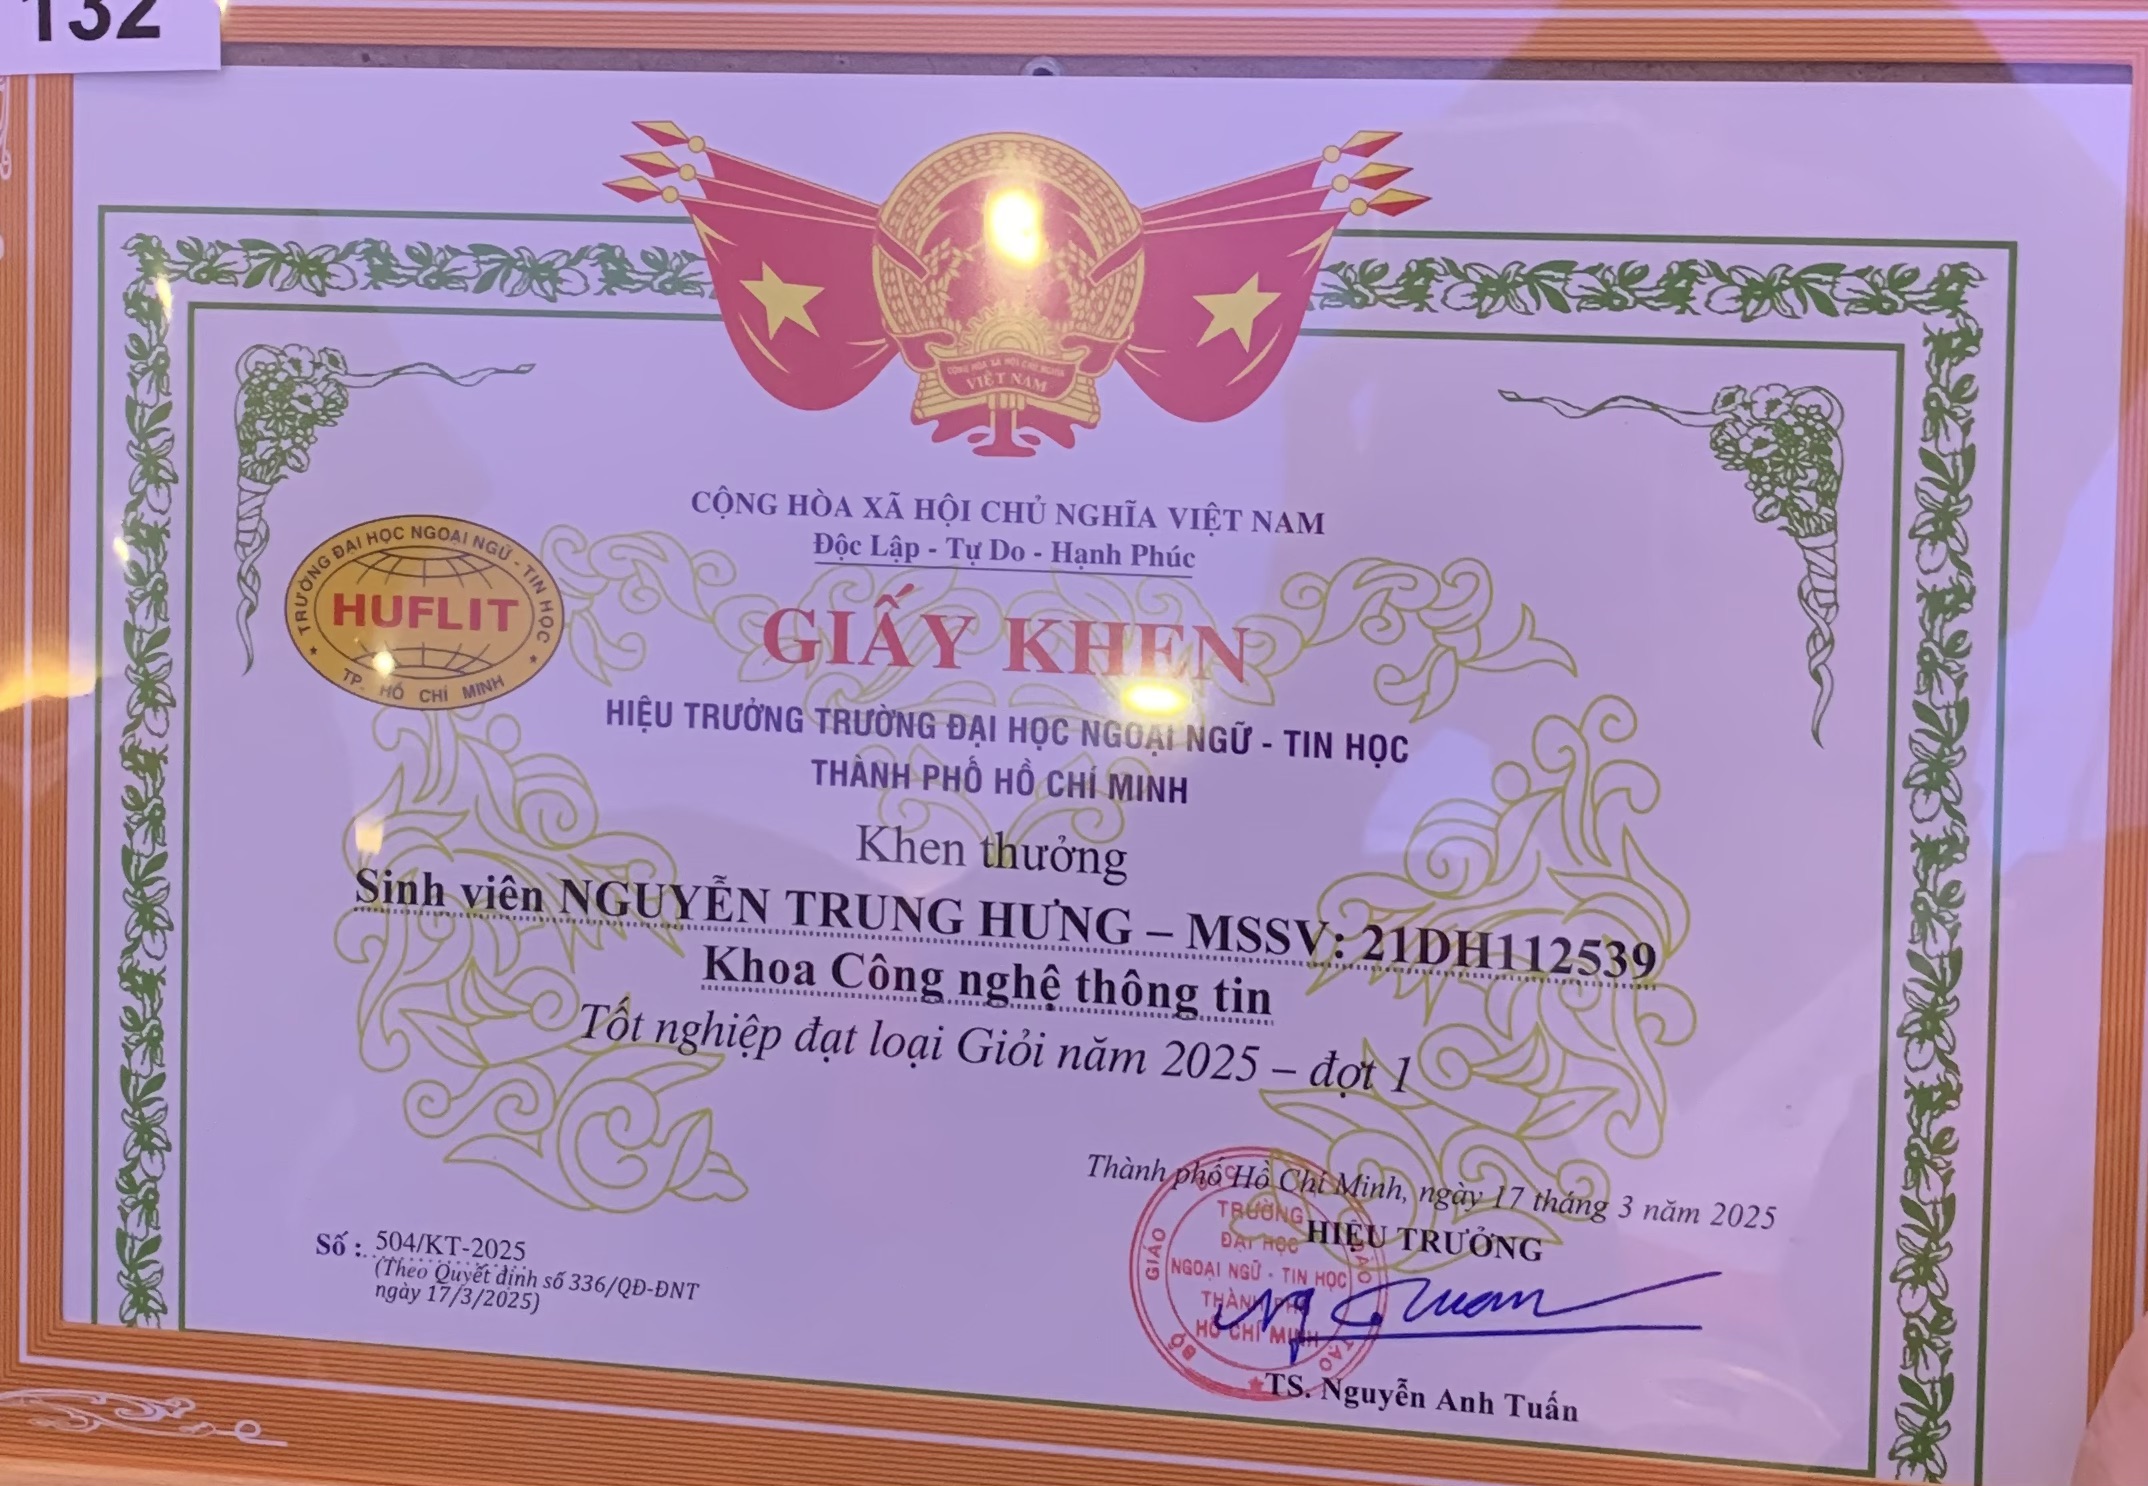 132
CỘNG HÒA XÃ HỘI CHỦ NGHĨA
VIỆT NAM
CỘNG HÒA XÃ HỘI CHỦ NGHĨA VIỆT NAM
Độc Lập - Tự Do - Hạnh Phúc
TRƯỜNG ĐẠI HỌC NGOẠI NGỮ - TIN HỌC
HUFLIT
TP. HỒ CHÍ MINH
GIẤY KHEN
HIỆU TRƯỞNG TRƯỜNG ĐẠI HỌC NGOẠI NGỮ - TIN HỌC
THÀNH PHỐ HỒ CHÍ MINH
Khen thưởng
Sinh viên NGUYỄN TRUNG HƯNG – MSSV: 21DH112539
Khoa Công nghệ thông tin
Tốt nghiệp đạt loại Giỏi năm 2025 – đợt 1
Thành phố Hồ Chí Minh, ngày 17 tháng 3 năm 2025
HIỆU TRƯỞNG
BỘ GIÁO ĐÀO TẠO
TRƯỜNG
ĐẠI HỌC
NGOẠI NGỮ - TIN HỌC
THÀNH PHỐ
HỒ CHÍ MINH
TS. Nguyễn Anh Tuấn
Số : 504/KT-2025
(Theo Quyết định số 336/QĐ-ĐNT
ngày 17/3/2025)